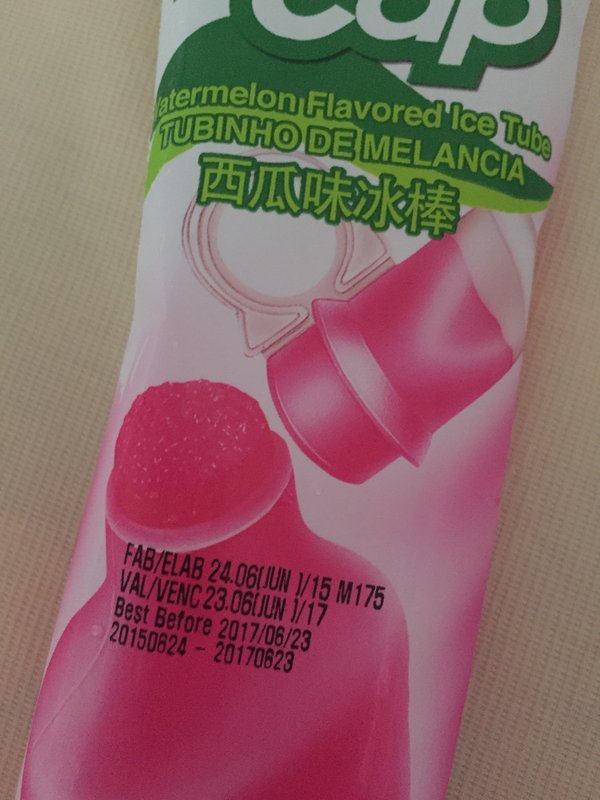 Cap
Watermelon Flavored Ice Tube
TUBINHO DE MELANCIA
西瓜味冰棒
FAB/ELAB 24.06(JUN )/15 M175
VAL/VENC 23.06(JUN )/17
Best Before 2017/06/23
20150624 - 20170623